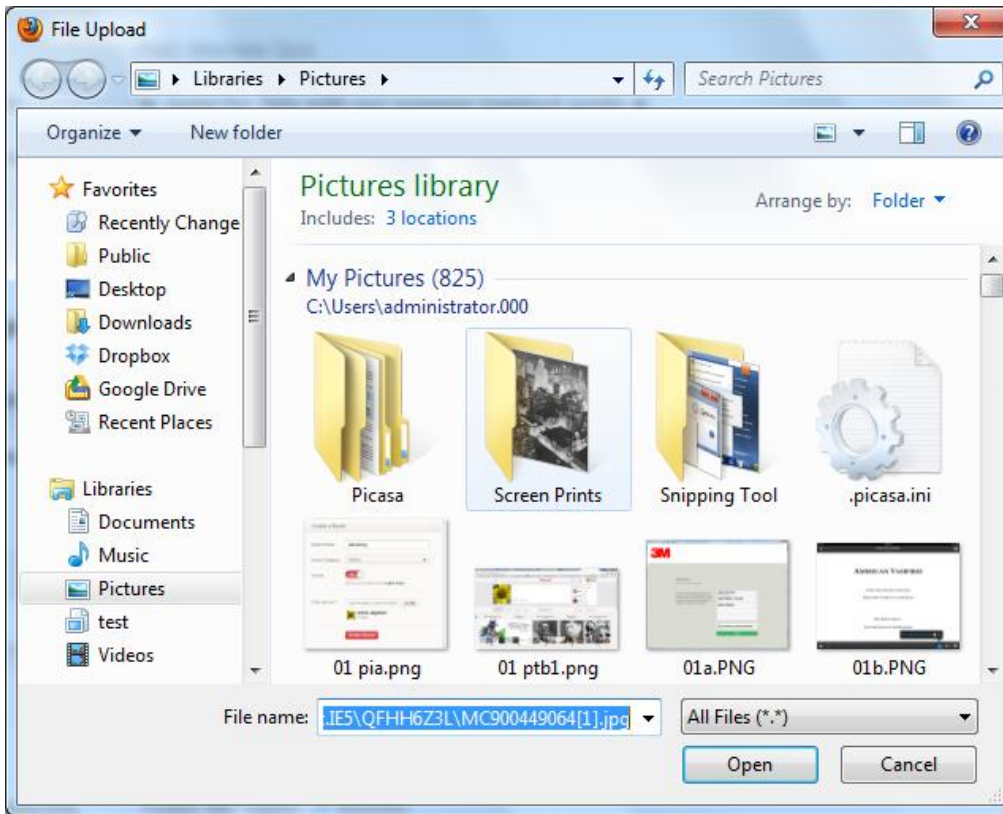 File Upload
Libraries Pictures
Search Pictures
Organize New folder
Favorites
Recently Change
Public
Desktop
Downloads
Dropbox
Google Drive
Recent Places
Libraries
Documents
Music
Pictures
test
Videos
Pictures library
Includes: 3 locations
Arrange by: Folder
My Pictures (825)
C:\Users\administrator.000
Picasa Screen Prints Snipping Tool .picasa.ini
3M
AMERICAN VAMPIRES
01 pia.png 01 ptb1.png 01a.PNG 01b.PNG
File name: .IE5\QFHH6Z3L\MC900449064[1].jpg All Files (*.*)
Open Cancel